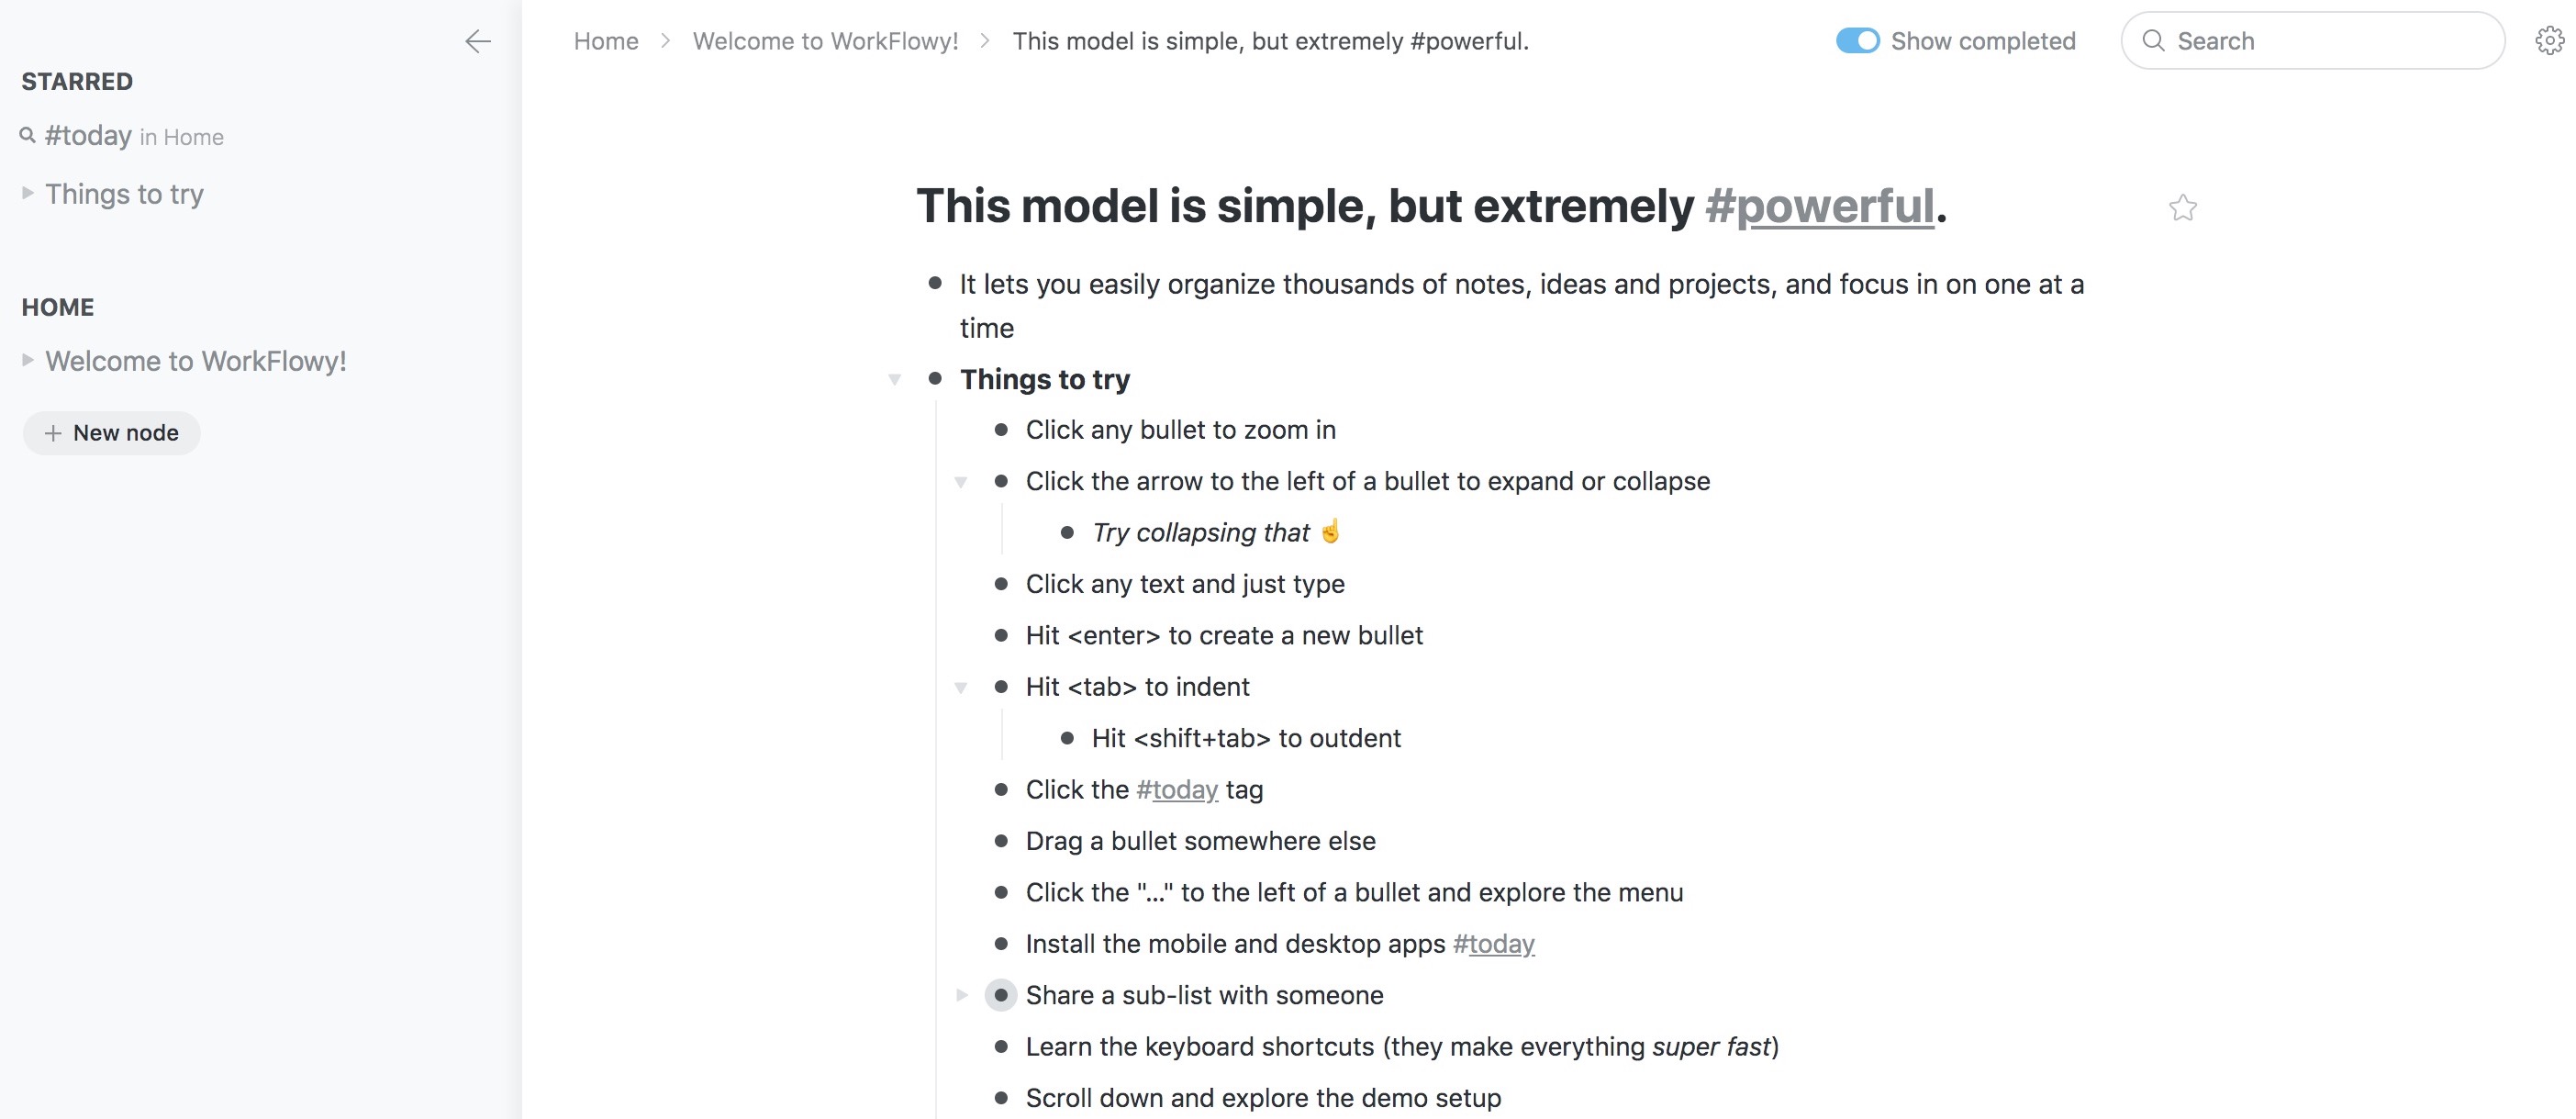 STARRED
#today in Home
Things to try
HOME
Welcome to WorkFlowy!
+ New node
Home > Welcome to WorkFlowy! > This model is simple, but extremely #powerful.
Show completed
Search
This model is simple, but extremely #powerful.
It lets you easily organize thousands of notes, ideas and projects, and focus in on one at a
time
Things to try
Click any bullet to zoom in
Click the arrow to the left of a bullet to expand or collapse
Try collapsing that ☝️
Click any text and just type
Hit <enter> to create a new bullet
Hit <tab> to indent
Hit <shift+tab> to outdent
Click the #today tag
Drag a bullet somewhere else
Click the "..." to the left of a bullet and explore the menu
Install the mobile and desktop apps #today
Share a sub-list with someone
Learn the keyboard shortcuts (they make everything super fast)
Scroll down and explore the demo setup